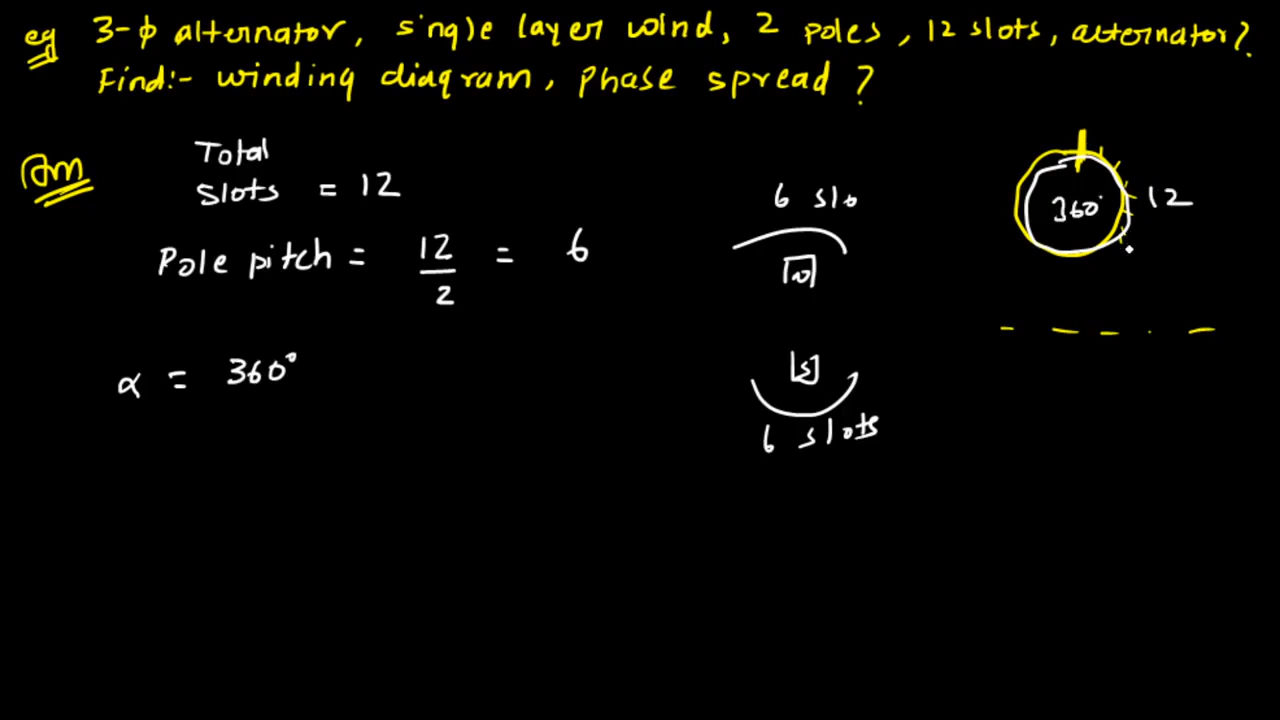 eg 3-ϕ alternator, single layer wind, 2 poles, 12 slots, alternator?
Find:- winding diagram, phase spread ?
Total
Slots = 12
Pole pitch = 12/2 = 6
α = 360°
6 slo
N
S
6 slots
360°
12